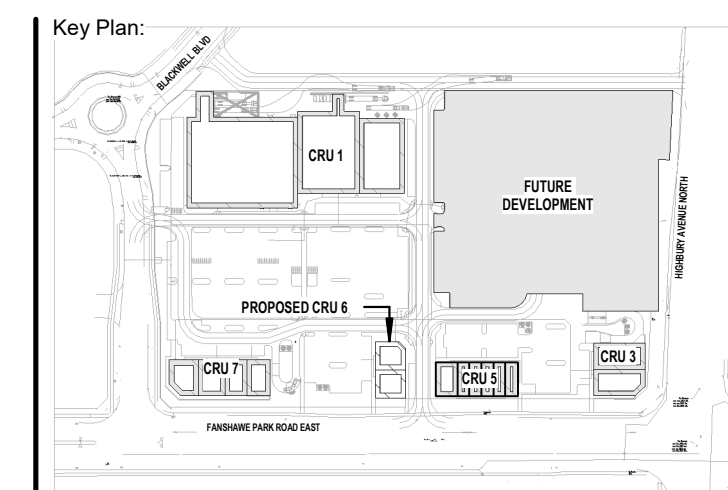 Key Plan:
BLACKWELL BLVD
CRU 1
FUTURE
DEVELOPMENT
HIGHBURY AVENUE NORTH
PROPOSED CRU 6
CRU 7
CRU 5
CRU 3
FANSHAWE PARK ROAD EAST